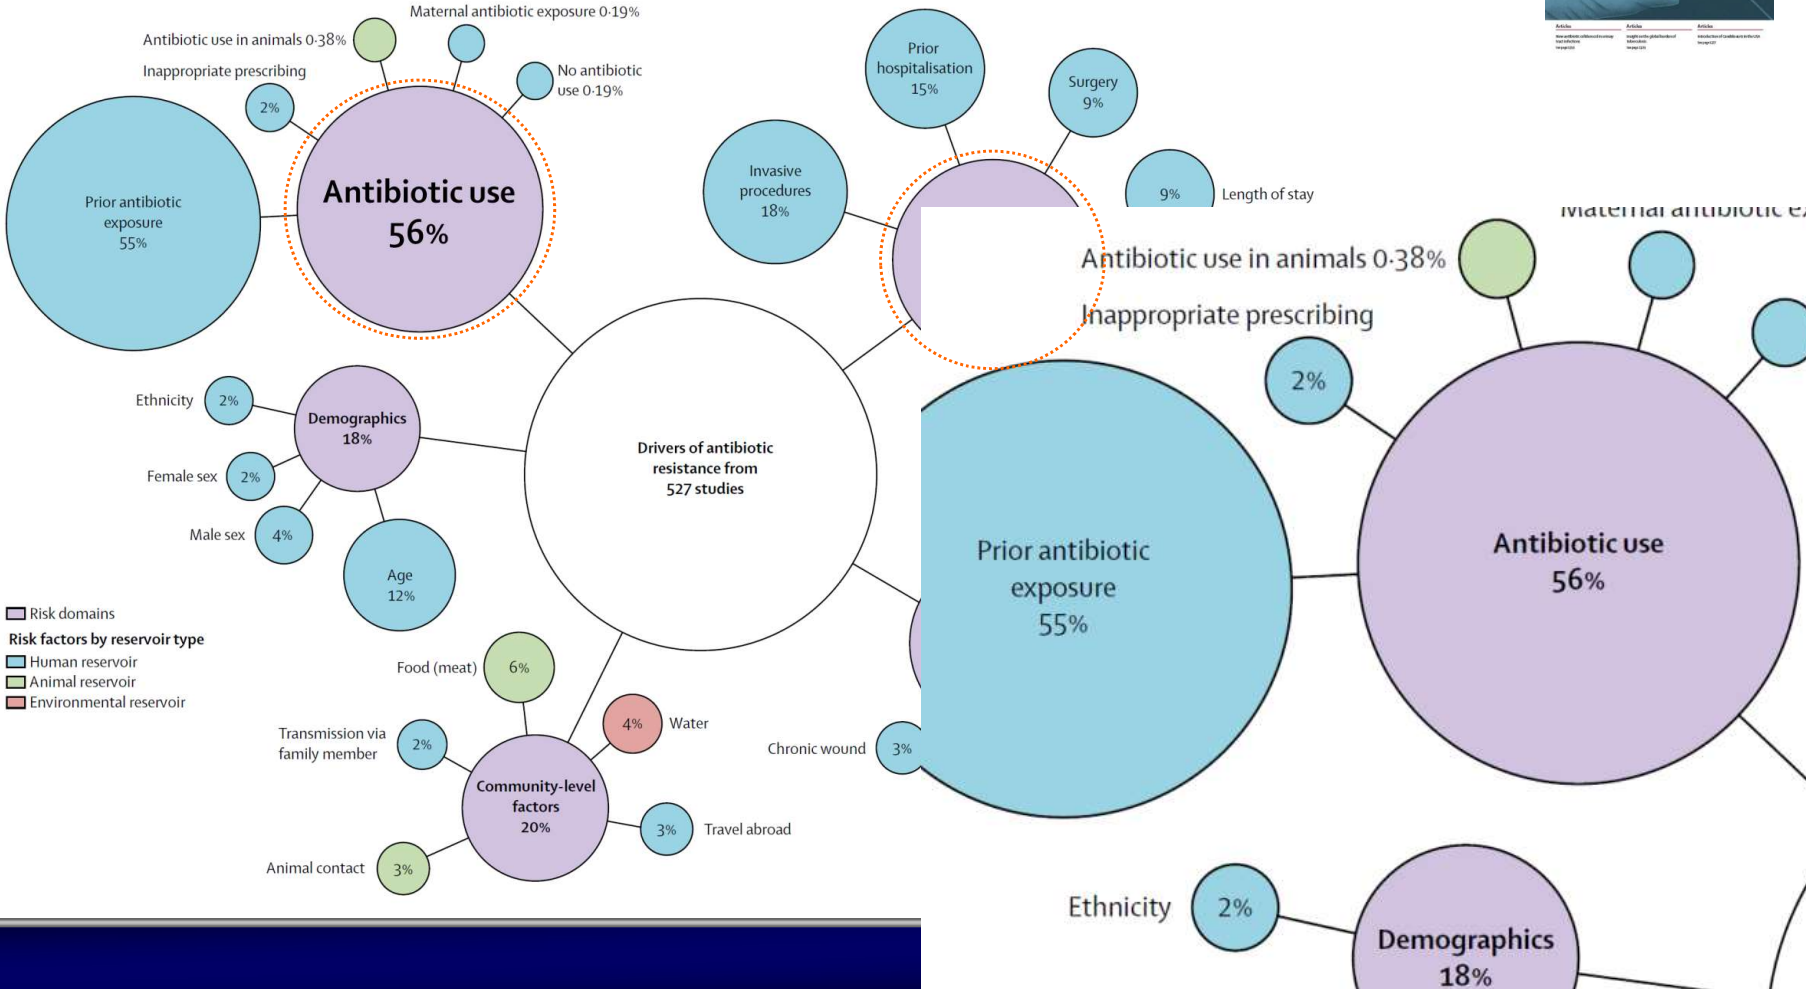 Maternal antibiotic exposure 0·19%
Antibiotic use in animals 0·38%
Inappropriate prescribing
2%
No antibiotic
use 0·19%
Prior antibiotic
exposure
55%
Antibiotic use
56%
Prior
hospitalisation
15%
Surgery
9%
Invasive
procedures
18%
9%
Length of stay
Ethnicity
2%
Demographics
18%
Female sex
2%
Male sex
4%
Age
12%
Drivers of antibiotic
resistance from
527 studies
Risk domains
Risk factors by reservoir type
Human reservoir
Animal reservoir
Environmental reservoir
Food (meat)
6%
4%
Water
Transmission via
family member
2%
Community-level
factors
20%
3%
Travel abroad
Animal contact
3%
Chronic wound
3%
Articles
Articles
Articles
Maternal antibiotic
Antibiotic use in animals 0·38%
Inappropriate prescribing
2%
Prior antibiotic
exposure
55%
Antibiotic use
56%
Ethnicity
2%
Demographics
18%